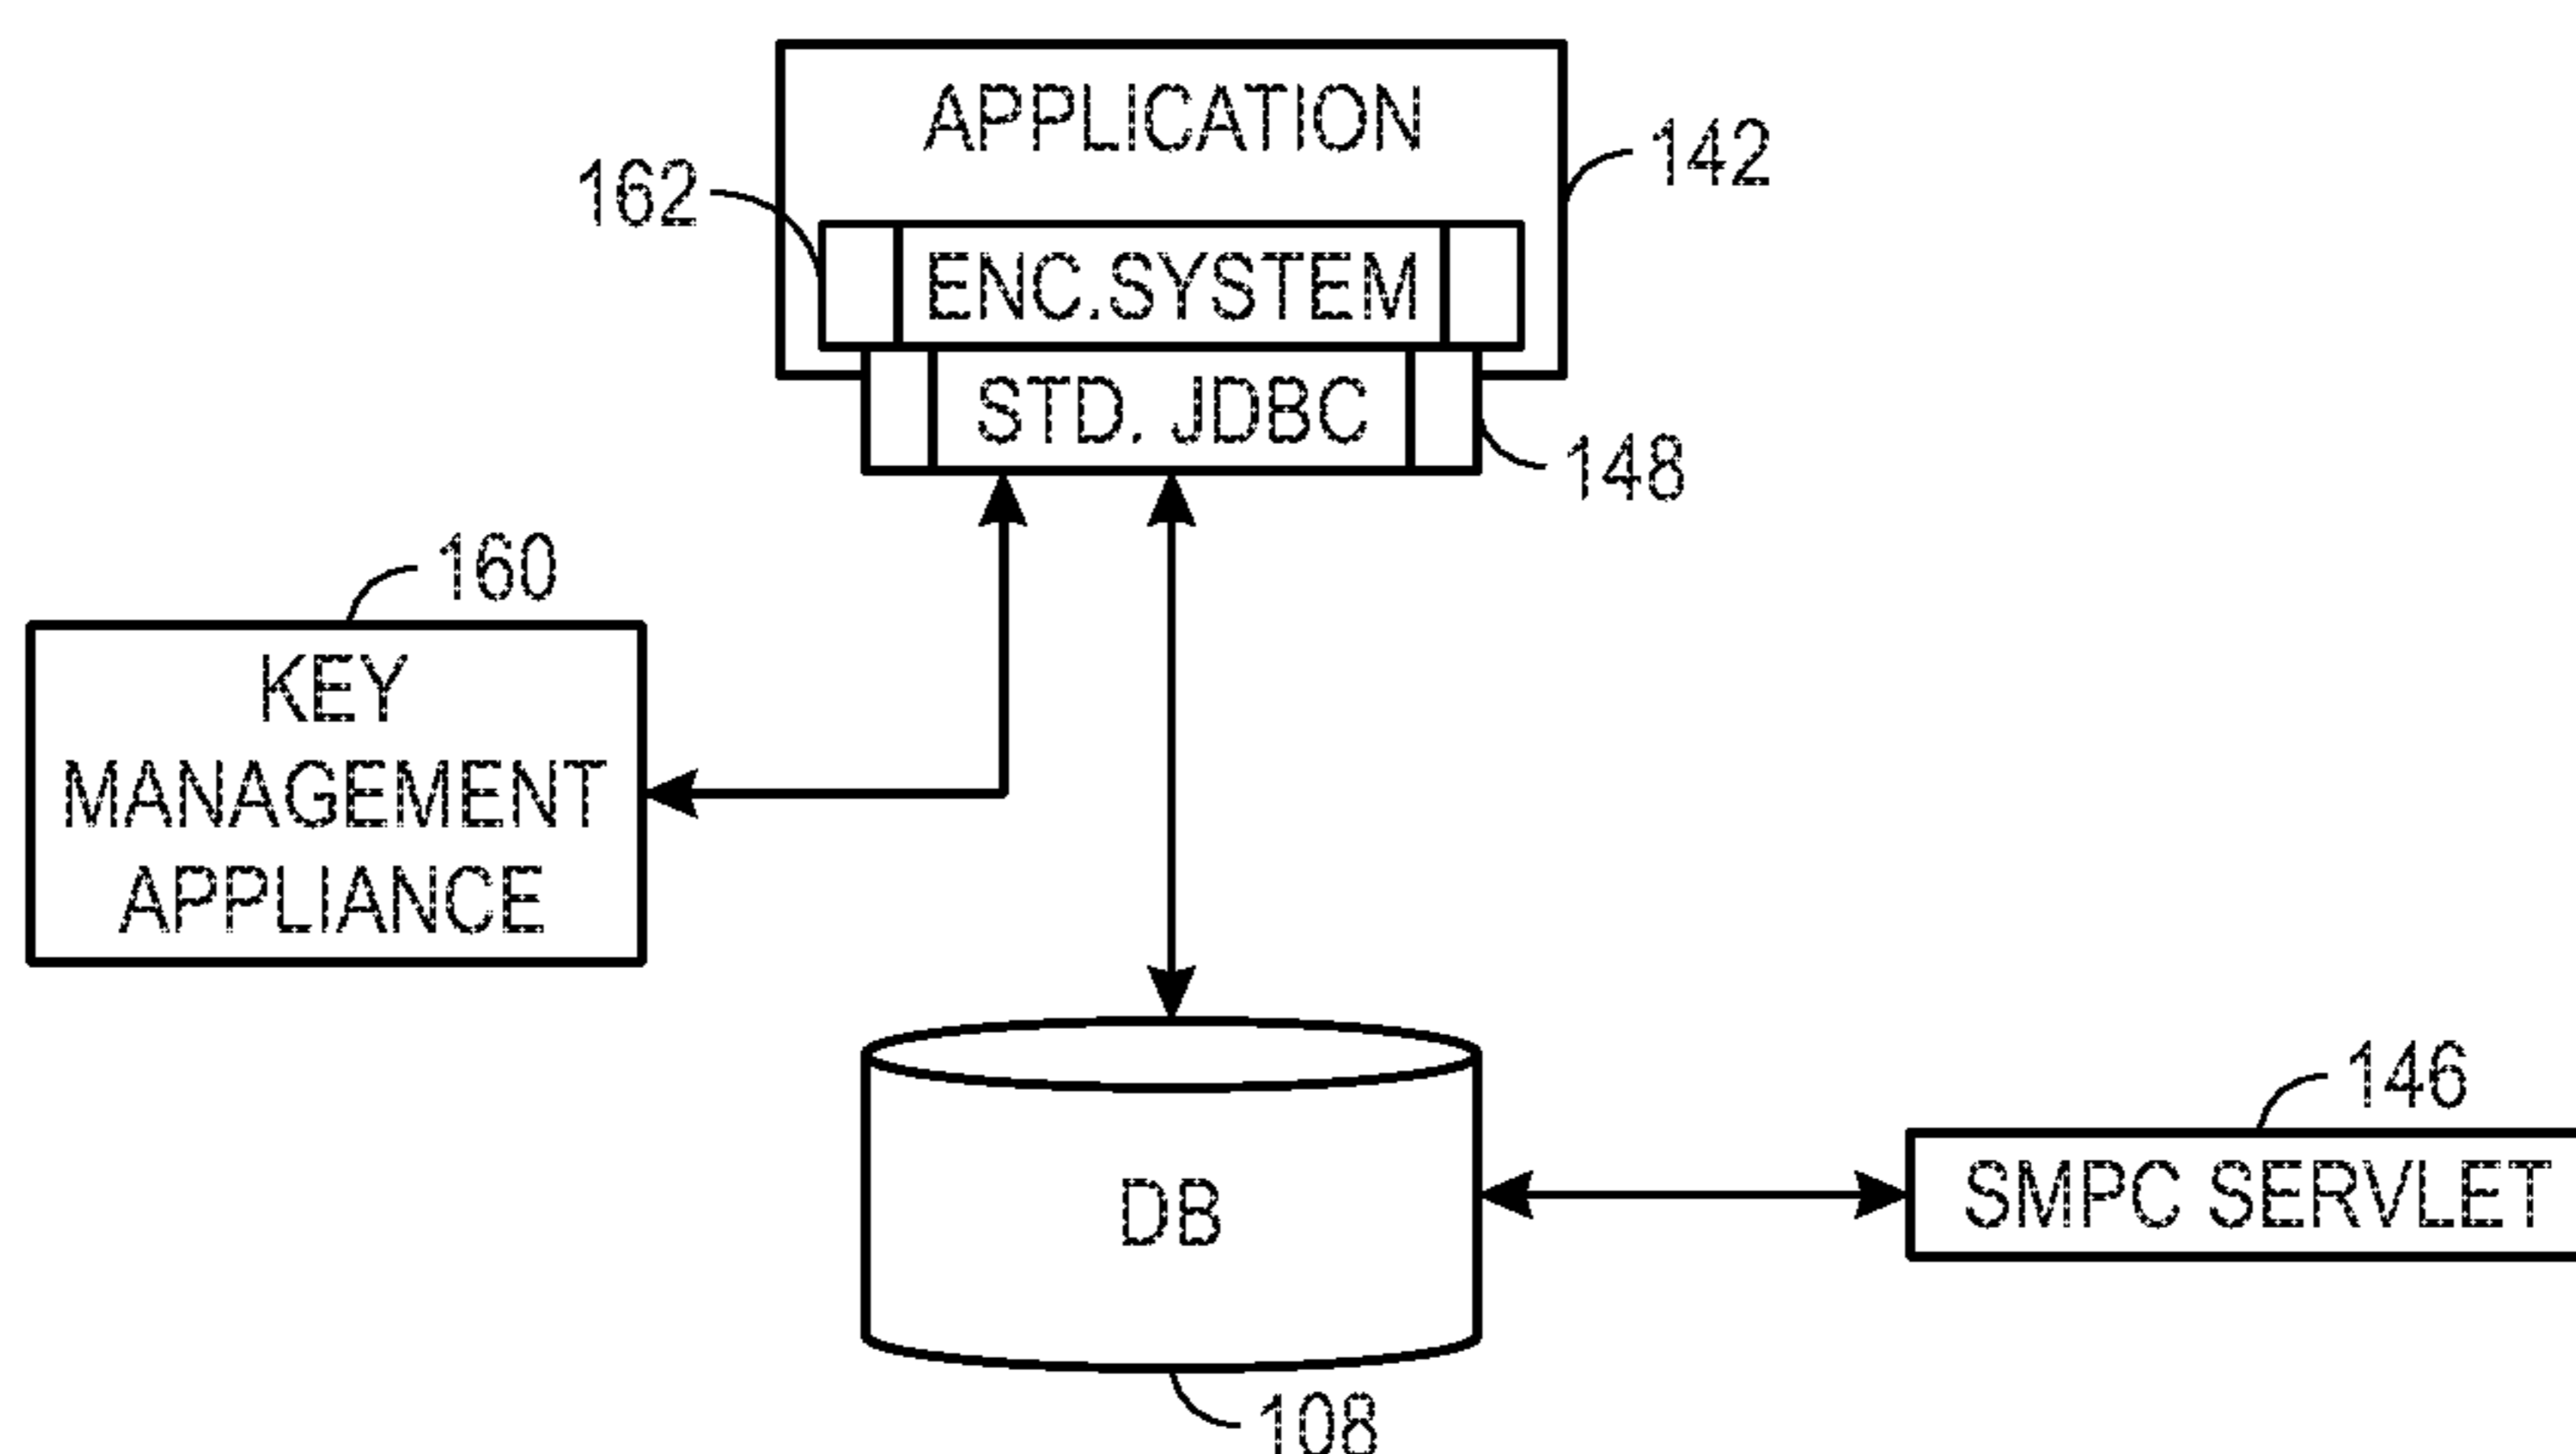 APPLICATION
142
162
ENC.SYSTEM
STD. JDBC
148
160
KEY
MANAGEMENT
APPLIANCE
146
DB
SMPC SERVLET
108